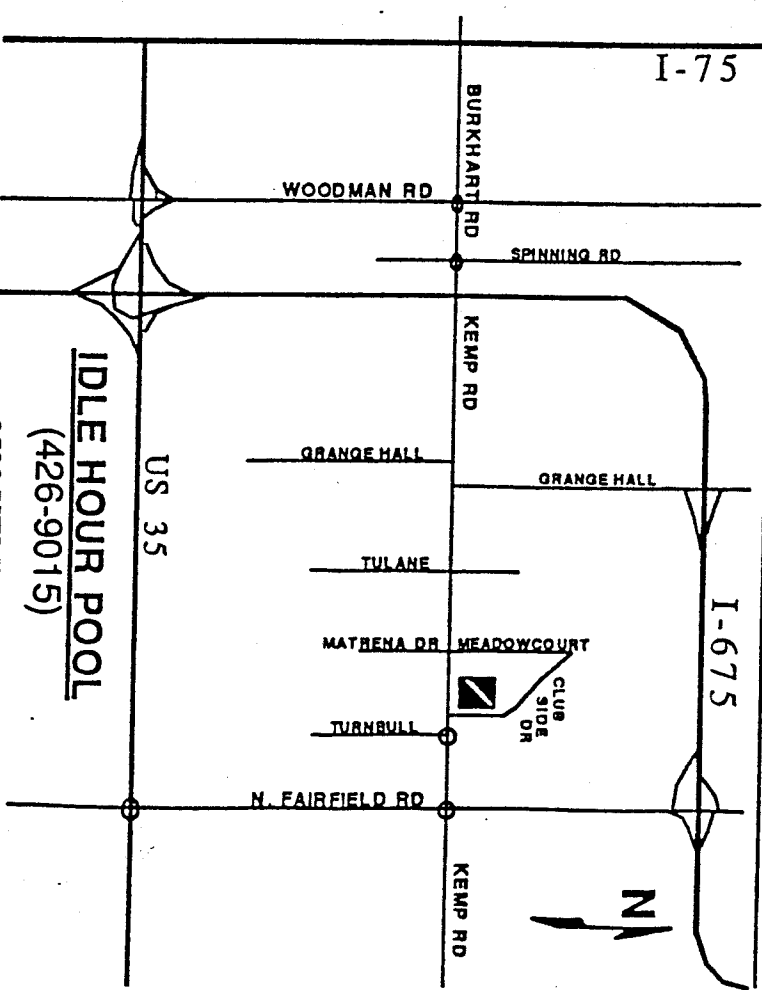 I-75
BURKHART RD
WOODMAN RD
SPINNING RD
KEMP RD
GRANGE HALL
GRANGE HALL
US 35
IDLE HOUR POOL
(426-9015)
TULANE
I-675
MATRENA DR
MEADOWCOURT
CLUB
SIDE
DR
TURNBULL
N. FAIRFIELD RD
KEMP RD
N